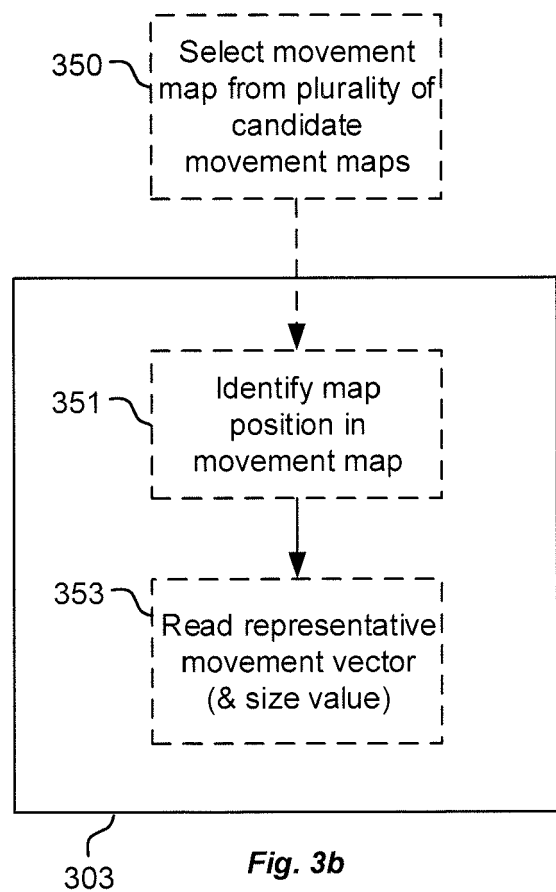 350
Select movement
map from plurality of
candidate
movement maps
351
Identify map
position in
movement map
353
Read representative
movement vector
(& size value)
303
Fig. 3b